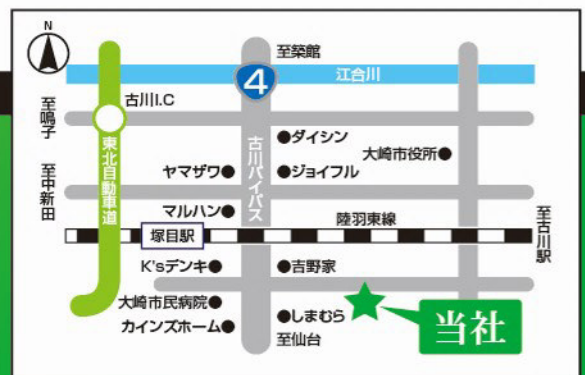 N
至築館
4
江合川
古川I.C
至鳴子
至中新田
東北自動車道
古川バイパス
●ダイシン
大崎市役所●
ヤマザワ●
●ジョイフル
マルハン●
陸羽東線
塚目駅
至古川駅
K'sデンキ●
●吉野家
大崎市民病院●
カインズホーム●
●しまむら
至仙台
当社